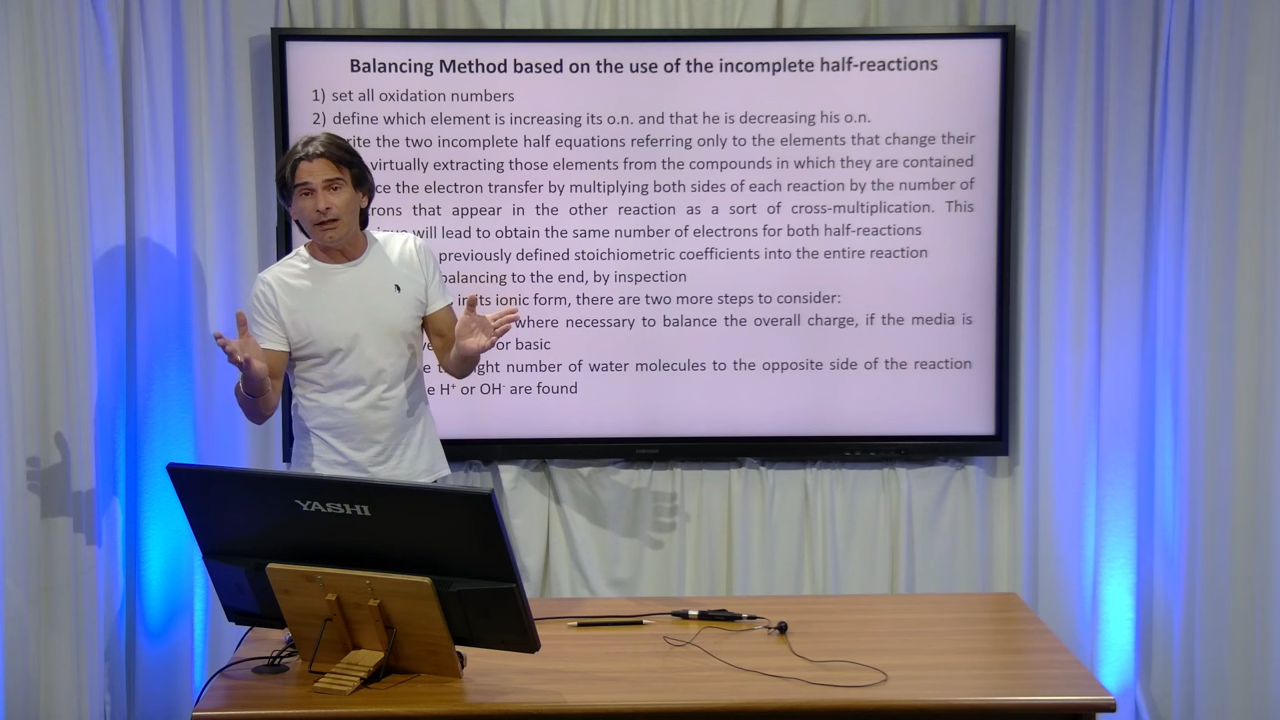 Balancing Method based on the use of the incomplete half-reactions
1) set all oxidation numbers
2) define which element is increasing its o.n. and that he is decreasing his o.n.
the two incomplete half equations referring only to the elements that change their
virtually extracting those elements from the compounds in which they are contained
the electron transfer by multiplying both sides of each reaction by the number of
that appear in the other reaction as a sort of cross-multiplication. This
will lead to obtain the same number of electrons for both half-reactions
previously defined stoichiometric coefficients into the entire reaction
balancing to the end, by inspection
in its ionic form, there are two more steps to consider:
where necessary to balance the overall charge, if the media is
or basic
number of water molecules to the opposite side of the reaction
H⁺ or OH⁻ are found
SAMSUNG
YASHI